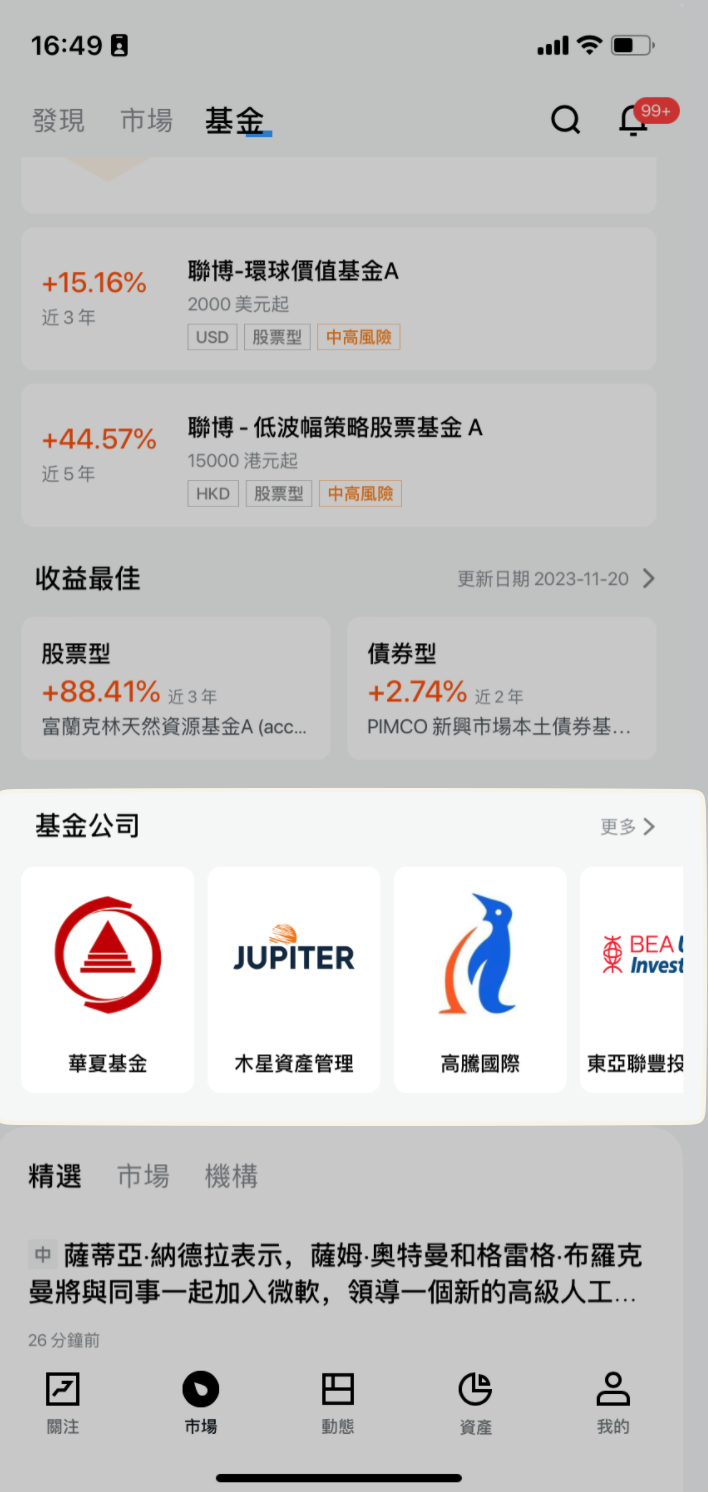 16:49
發現 市場 基金 99+
+15.16% 聯博-環球價值基金A
近3年 2000 美元起
USD 股票型 中高風險
+44.57% 聯博 - 低波幅策略股票基金 A
近5年 15000 港元起
HKD 股票型 中高風險
收益最佳 更新日期 2023-11-20
股票型 債券型
+88.41% 近3年 +2.74% 近2年
富蘭克林天然資源基金A (acc... PIMCO 新興市場本土債券基...
基金公司 更多
JUPITER
BEA
Invest
華夏基金 木星資產管理 高騰國際 東亞聯豐投
精選 市場 機構
中 薩蒂亞·納德拉表示，薩姆·奧特曼和格雷格·布羅克
曼將與同事一起加入微軟，領導一個新的高級人工...
26 分鐘前
關注 市場 動態 資產 我的